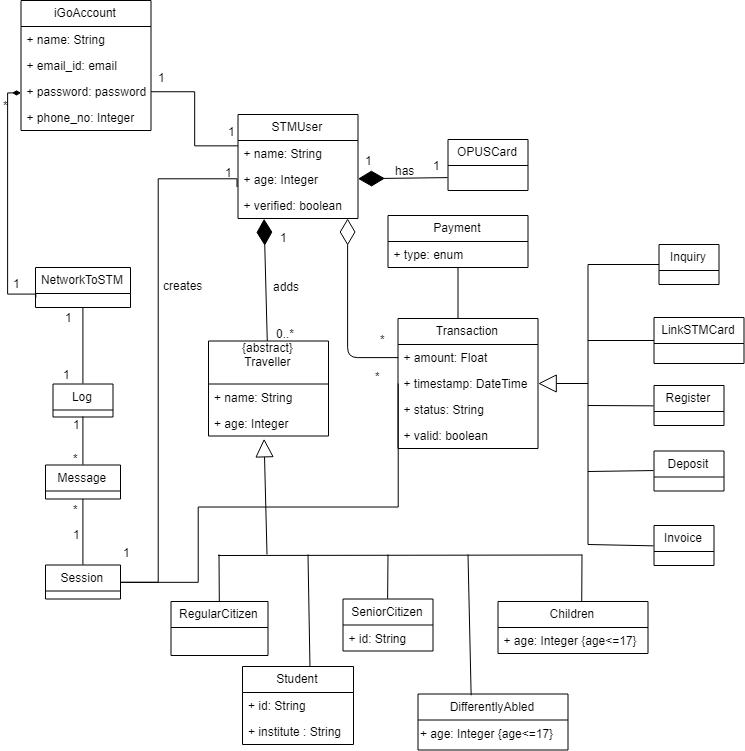 iGoAccount
+ name: String
+ email_id: email
+ password: password
+ phone_no: Integer
*
1
1
STMUser
+ name: String
+ age: Integer
+ verified: boolean
1
1
has
1
OPUSCard
1
adds
0..*
creates
1
NetworkToSTM
1
1
Log
1
*
Message
*
1
Session
1
Payment
+ type: enum
*
*
Transaction
+ amount: Float
+ timestamp: DateTime
+ status: String
+ valid: boolean
{abstract}
Traveller
+ name: String
+ age: Integer
Inquiry
LinkSTMCard
Register
Deposit
Invoice
RegularCitizen
Student
+ id: String
+ institute : String
SeniorCitizen
+ id: String
DifferentlyAbled
+ age: Integer {age<=17}
Children
+ age: Integer {age<=17}